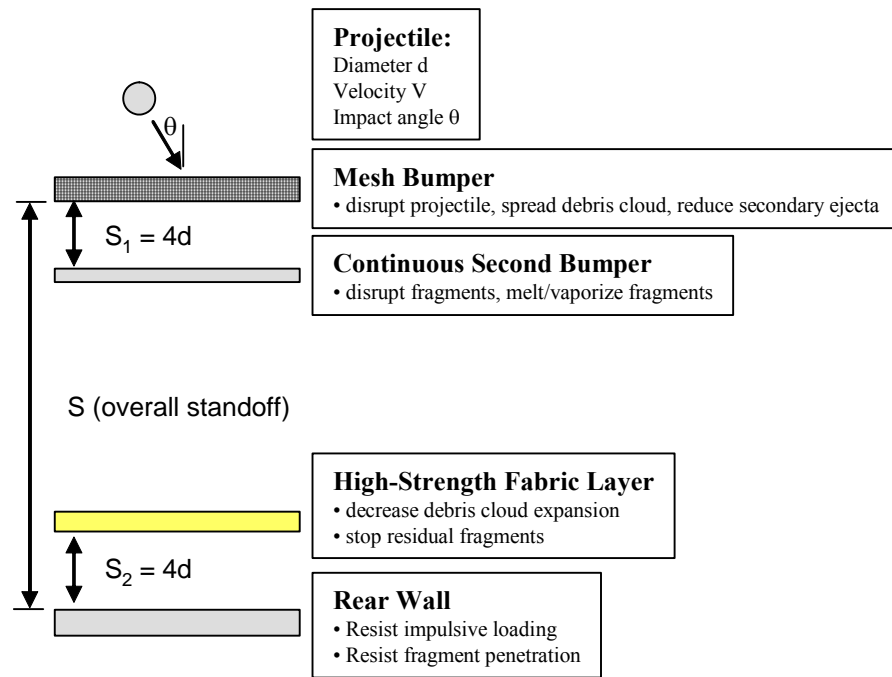 Projectile:
Diameter d
Velocity V
Impact angle θ
θ
Mesh Bumper
• disrupt projectile, spread debris cloud, reduce secondary ejecta
S₁ = 4d
Continuous Second Bumper
• disrupt fragments, melt/vaporize fragments
S (overall standoff)
High-Strength Fabric Layer
• decrease debris cloud expansion
• stop residual fragments
S₂ = 4d
Rear Wall
• Resist impulsive loading
• Resist fragment penetration